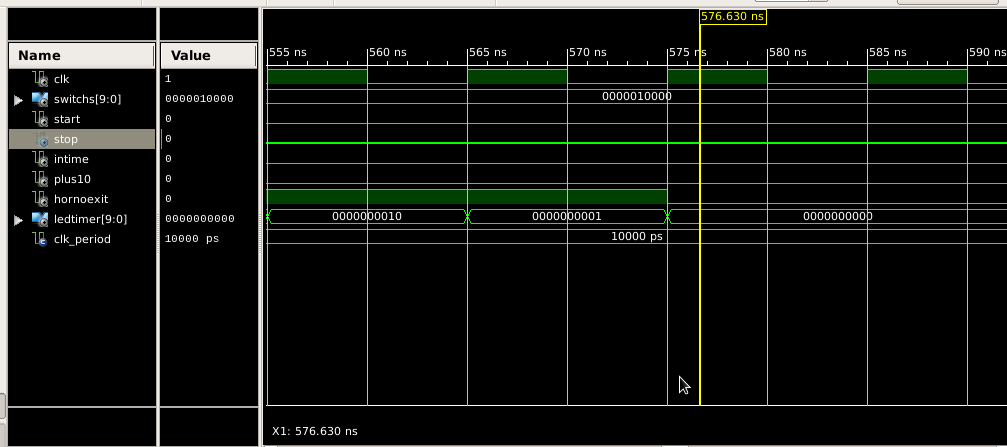 576.630 ns
Name Value
555 ns 560 ns 565 ns 570 ns 575 ns 580 ns 585 ns 590 ns
clk 1
switchs[9:0] 0000010000 0000010000
start 0
stop 0
intime 0
plus10 0
hornoexit 0
ledtimer[9:0] 0000000000 0000000010 0000000001 0000000000
clk_period 10000 ps 10000 ps
X1: 576.630 ns